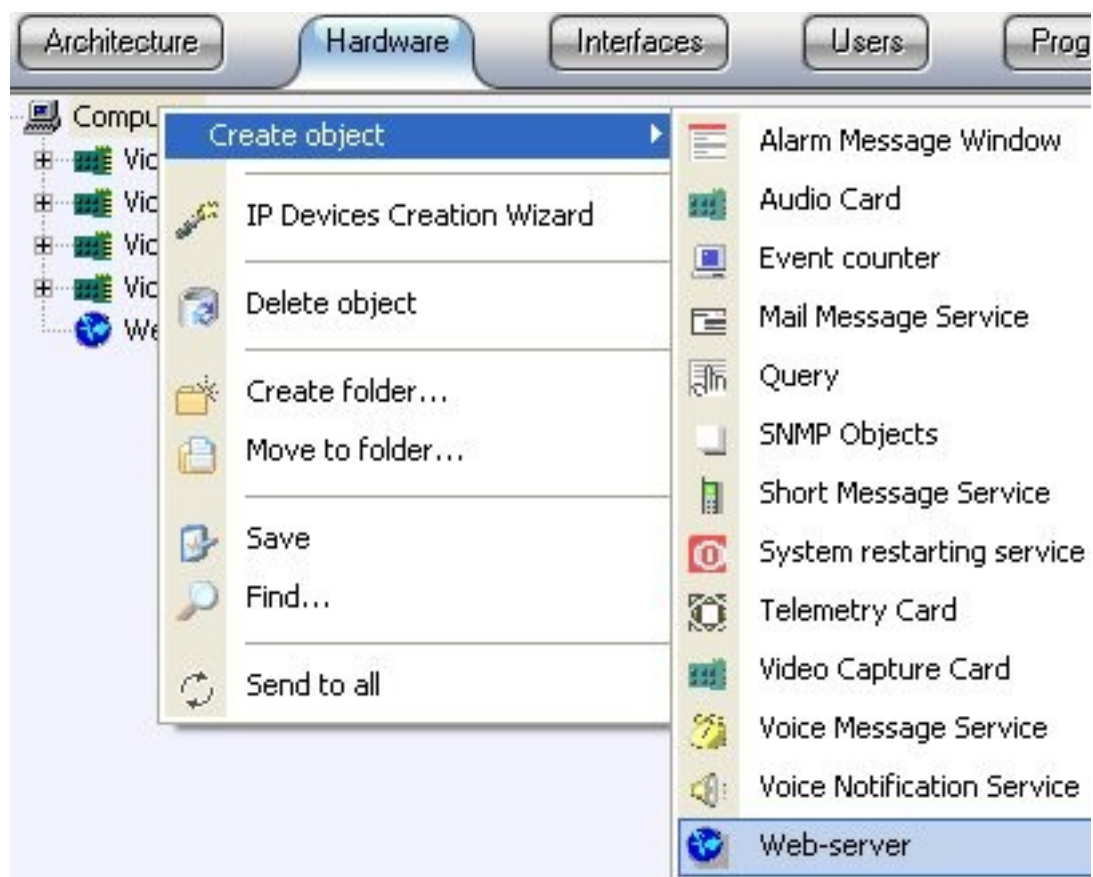 Architecture Hardware Interfaces Users Prog
Compu
Vic
Vic
Vic
Vic
We
Create object
IP Devices Creation Wizard
Delete object
Create folder...
Move to folder...
Save
Find...
Send to all
Alarm Message Window
Audio Card
Event counter
Mail Message Service
Query
SNMP Objects
Short Message Service
System restarting service
Telemetry Card
Video Capture Card
Voice Message Service
Voice Notification Service
Web-server